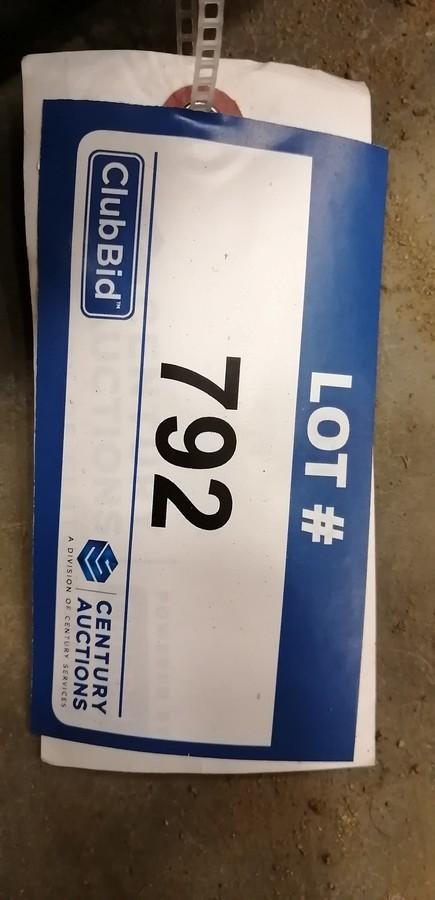 LOT #
792
ClubBid™
CENTURY
AUCTIONS
A DIVISION OF CENTURY SERVICES